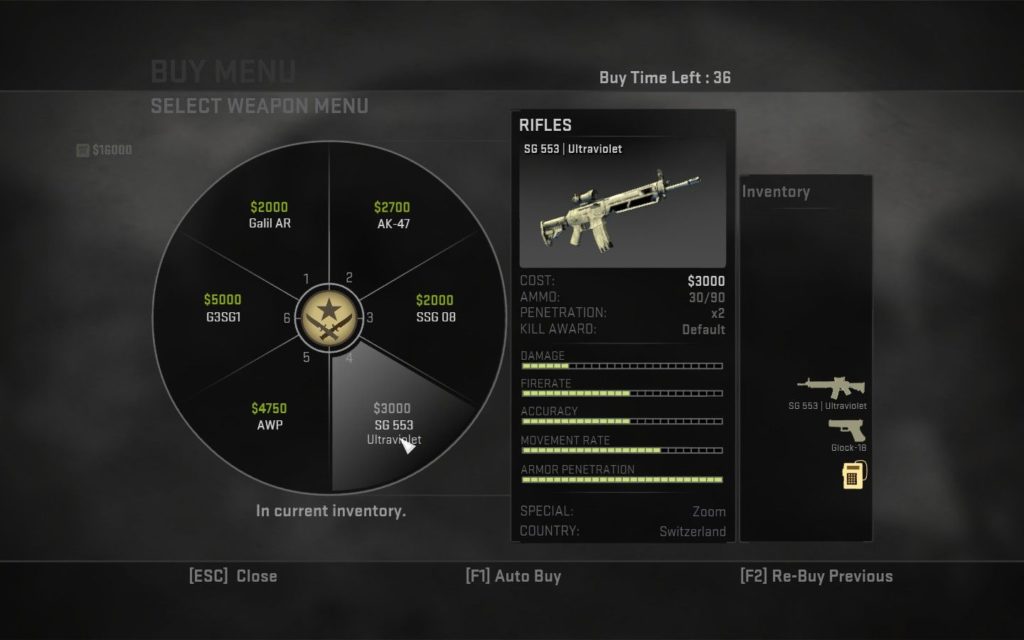 BUY MENU
SELECT WEAPON MENU
Buy Time Left : 36
$16000
$2000
Galil AR
$2700
AK-47
$5000
G3SG1
$2000
SSG 08
$4750
AWP
$3000
SG 553
Ultraviolet
1
2
3
4
5
6
In current inventory.
RIFLES
SG 553 | Ultraviolet
COST: $3000
AMMO: 30/90
PENETRATION: x2
KILL AWARD: Default
DAMAGE
FIRERATE
ACCURACY
MOVEMENT RATE
ARMOR PENETRATION
SPECIAL: Zoom
COUNTRY: Switzerland
Inventory
SG 553 | Ultraviolet
Glock-18
[ESC] Close
[F1] Auto Buy
[F2] Re-Buy Previous